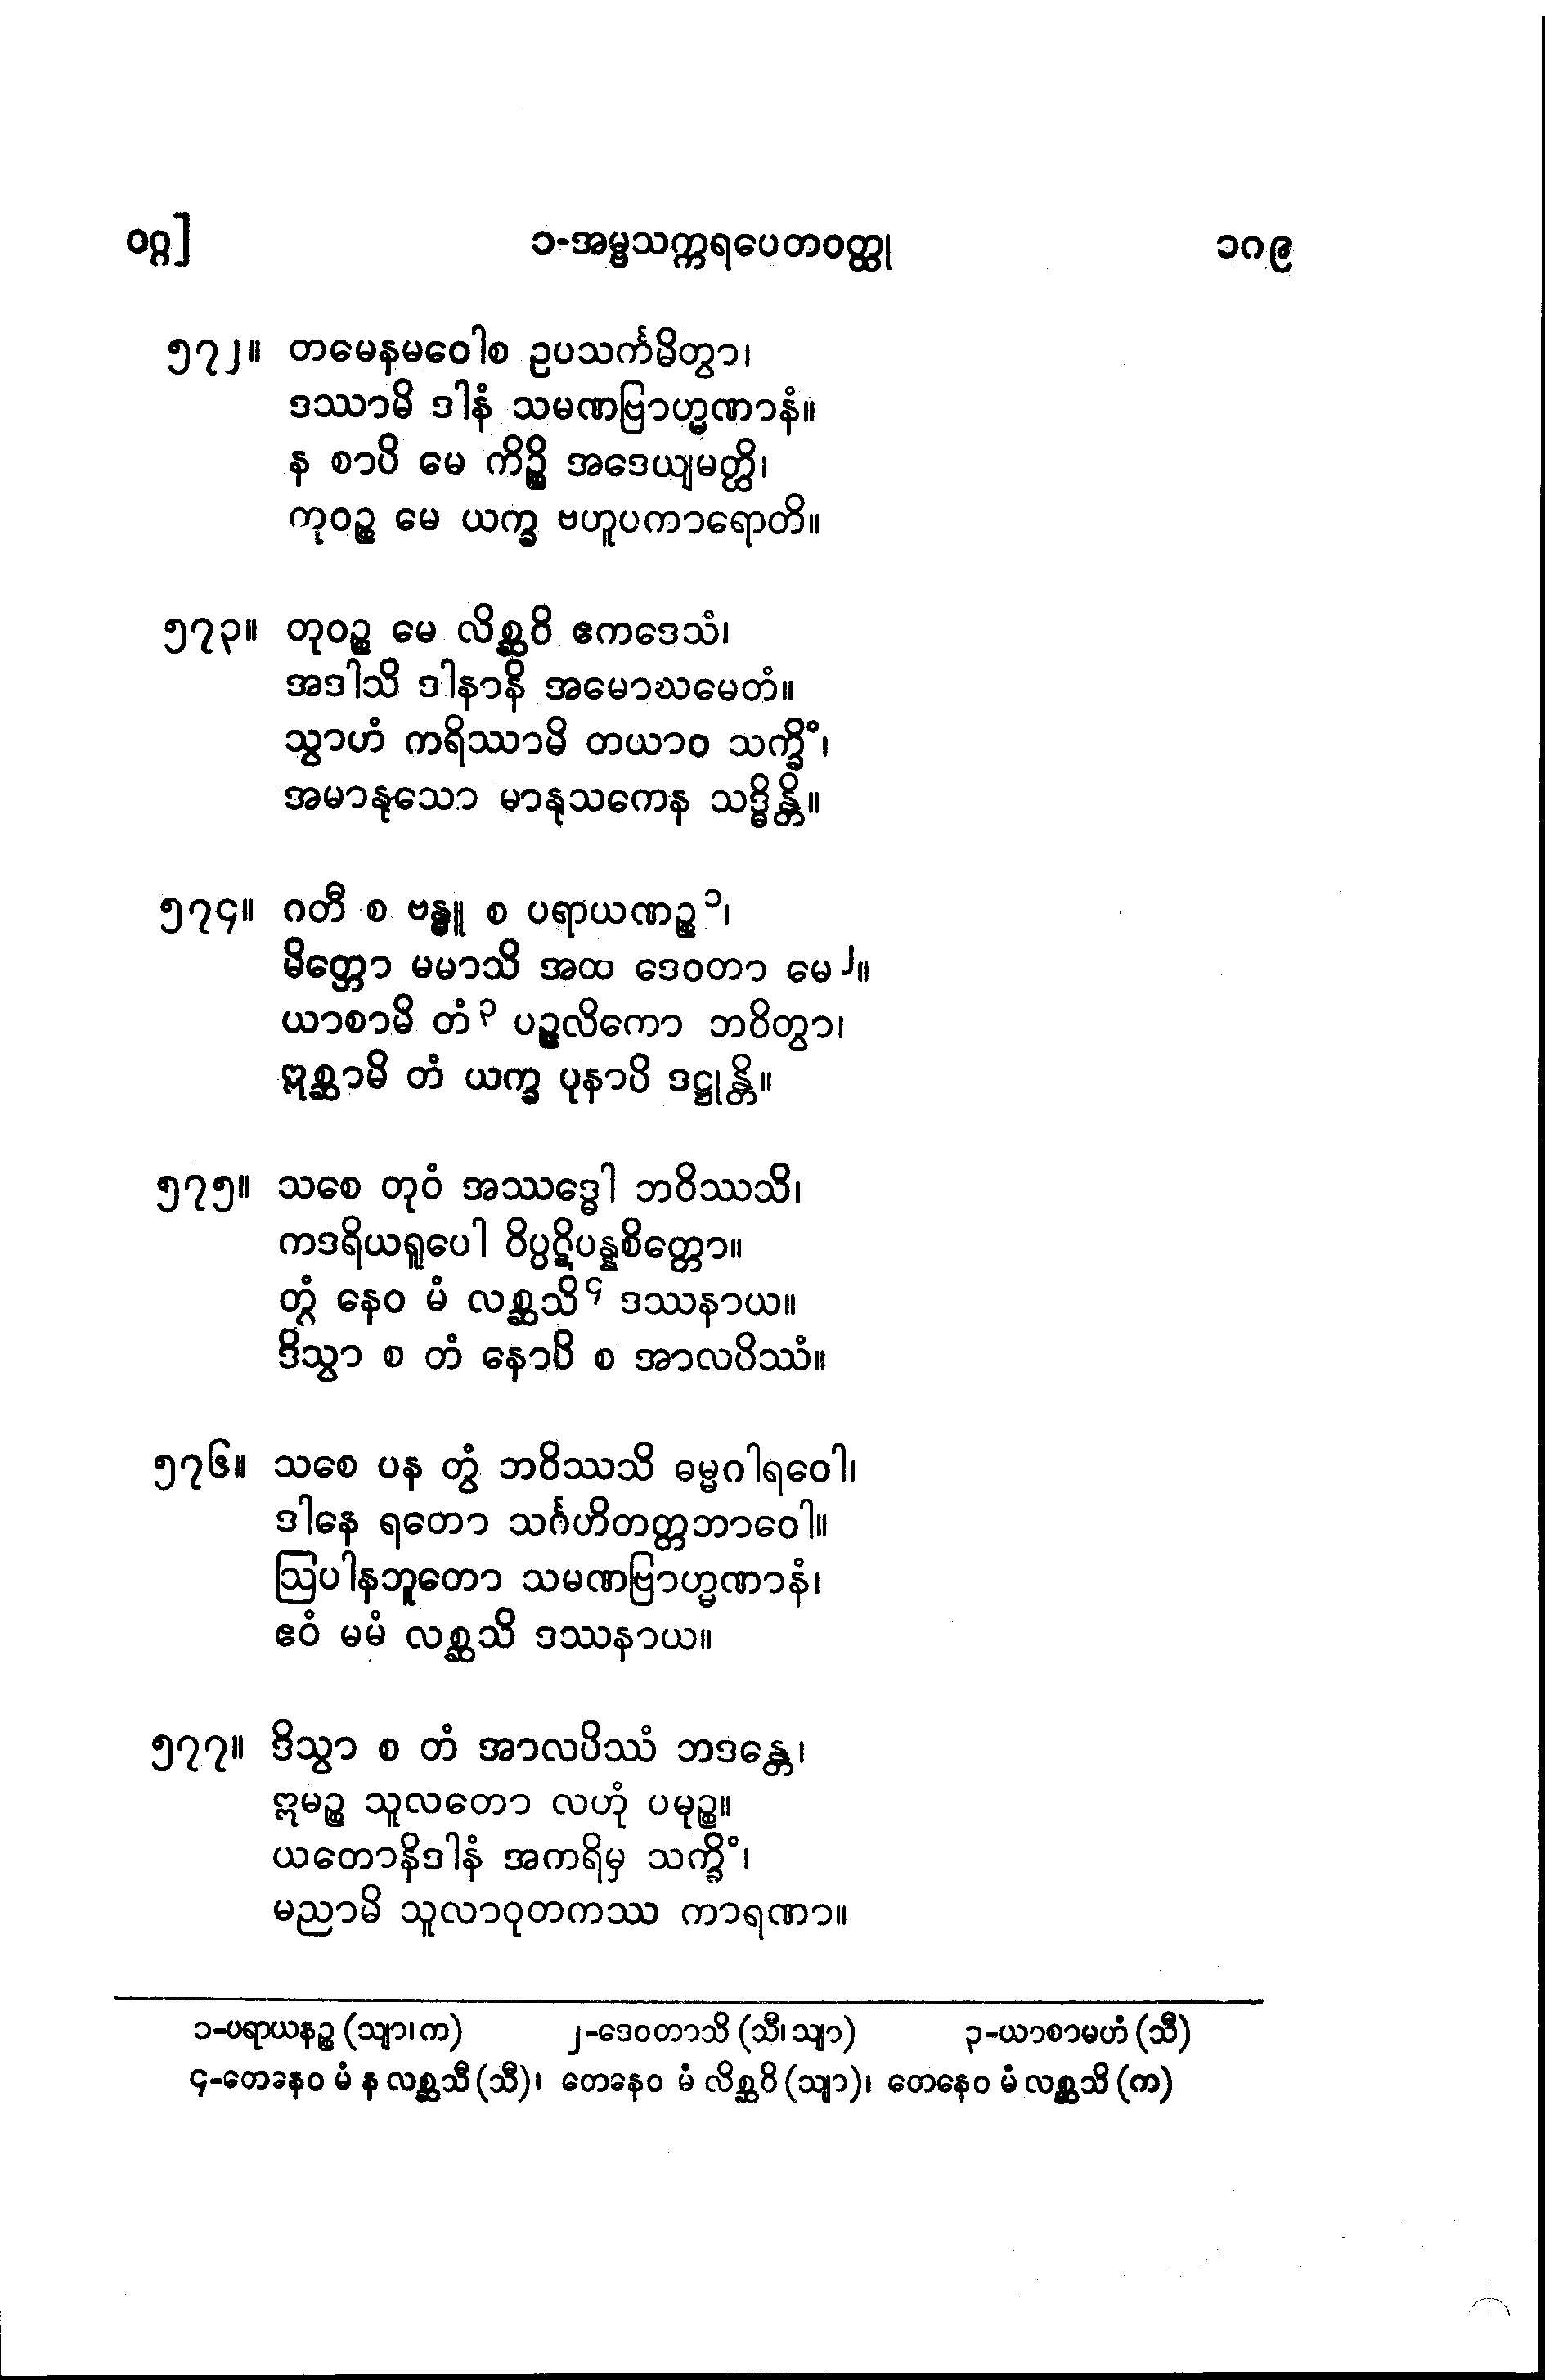 ဝဂ္ဂ] ၁-အမ္ဗသက္ကရပေတဝတ္ထု ၁၈၉
၅၇၂။ တမေနမဝေါစ ဥပသင်္ကမိတွာ၊
ဒဿာမိ ဒါနံ သမဏဗြာဟ္မဏာနံ။
န စာပိ မေ ကိဉ္စိ အဒေယျမတ္ထိ၊
ကုဝဉ္စ မေ ယက္ခ ဗဟူပကာရောတိ။
၅၇၃။ တုဝဉ္စ မေ လိစ္ဆဝိ ဧကဒေသံ၊
အဒါသိ ဒါနာနိ အမောဃမေတံ။
သွာဟံ ကရိဿာမိ တယာဝ သက္ခိံ၊
အမာနုသော မာနုသကေန သဒ္ဓိန္တိ။
၅၇၄။ ဂတီ စ ဗန္ဓူ စ ပရာယဏဉ္စ၁၊
မိတ္တော မမာသိ အထ ဒေဝတာ မေ၂။
ယာစာမိ တံ၃ ပဉ္ဇလိကော ဘဝိတွာ၊
ဣစ္ဆာမိ တံ ယက္ခ ပုနာပိ ဒဋ္ဌုန္တိ။
၅၇၅။ သစေ တုဝံ အဿဒ္ဓေါ ဘဝိဿသိ၊
ကဒရိယရူပေါ ဝိပ္ပဋိပန္နစိတ္တော။
တွံ နေဝ မံ လစ္ဆသိ၄ ဒဿနာယ။
ဒိသွာ စ တံ နောပိ စ အာလပိဿံ။
၅၇၆။ သစေ ပန တွံ ဘဝိဿသိ ဓမ္မဂါရဝေါ၊
ဒါနေ ရတော သင်္ဂဟိတတ္တဘာဝေါ။
ဩပါနဘူတော သမဏဗြာဟ္မဏာနံ၊
ဧဝံ မမံ လစ္ဆသိ ဒဿနာယ။
၅၇၇။ ဒိသွာ စ တံ အာလပိဿံ ဘဒန္တေ၊
ဣမဉ္စ သူလတော လဟုံ ပမုဉ္စ။
ယတောနိဒါနံ အကရိမှ သက္ခိံ၊
မညာမိ သူလာဝုတကဿ ကာရဏာ။
၁-ပရာယနဉ္စ (သျာ၊ က) ၂-ဒေဝတာသိ (သီ၊ သျာ) ၃-ယာစာမဟံ (သီ)
၄-တေနေဝ မံ န လစ္ဆသီ (သီ)၊ တေနေဝ မံ လိစ္ဆဝိ (သျာ)၊ တေနေဝ မံ လစ္ဆသိ (က)